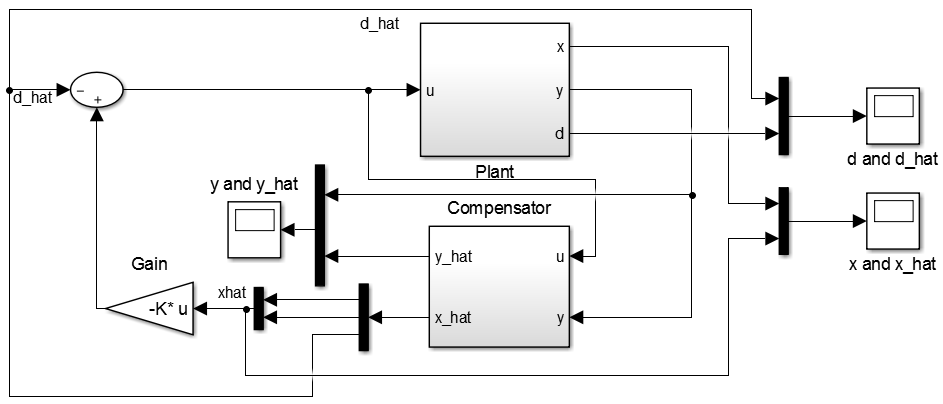 d_hat
x
d_hat
−
+
u
y
d
d and d_hat
Plant
y and y_hat
Compensator
y_hat
u
x and x_hat
Gain
xhat
-K* u
x_hat
y